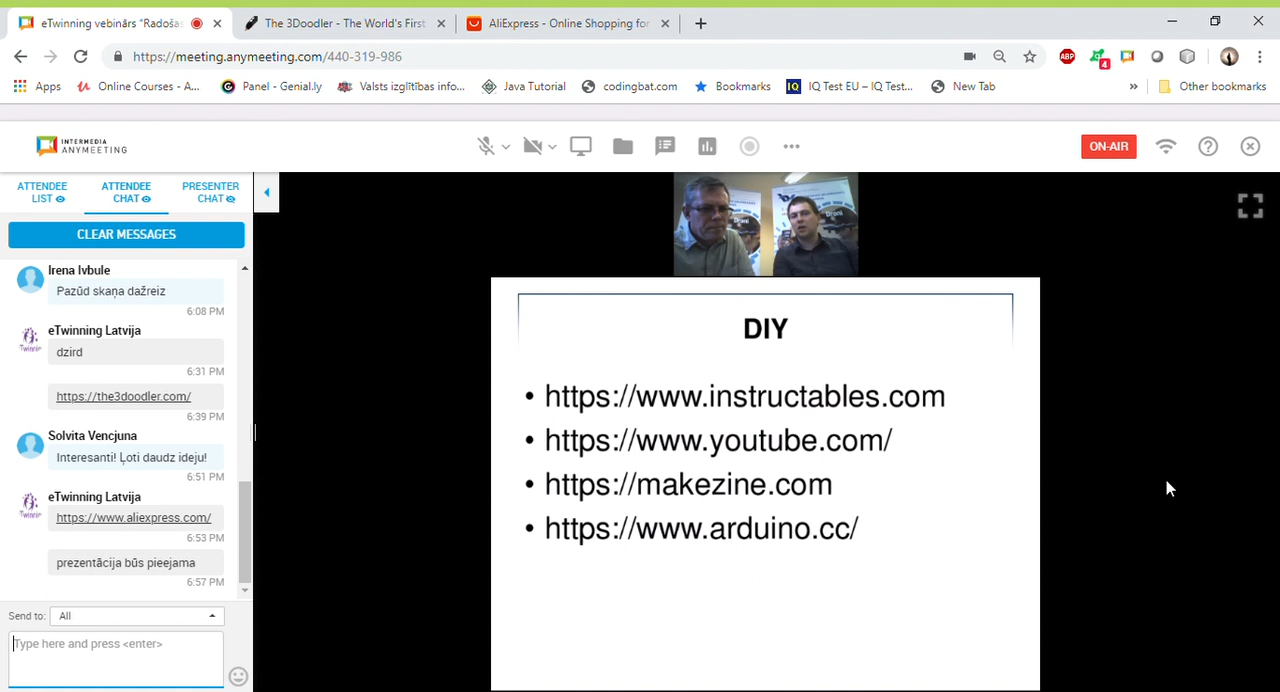 eTwinning vebinārs "Radošas
The 3Doodler - The World's First
AliExpress - Online Shopping for
https://meeting.anymeeting.com/440-319-986
ABP
4
Apps
Online Courses - A...
Panel - Genial.ly
Valsts izglītības info...
Java Tutorial
codingbat.com
Bookmarks
IQ
IQ Test EU – IQ Test...
New Tab
»
Other bookmarks
INTERMEDIA
ANYMEETING
ON-AIR
ATTENDEE
LIST
ATTENDEE
CHAT
PRESENTER
CHAT
CLEAR MESSAGES
Irena Ivbule
Pazūd skaņa dažreiz
6:08 PM
eTwinning Latvija
dzird
6:31 PM
https://the3doodler.com/
6:39 PM
Solvita Vencjuna
Interesanti! Ļoti daudz ideju!
6:51 PM
eTwinning Latvija
https://www.aliexpress.com/
6:53 PM
prezentācija būs pieejama
6:57 PM
Send to:
All
Type here and press <enter>
Droni
DIY
• https://www.instructables.com
• https://www.youtube.com/
• https://makezine.com
• https://www.arduino.cc/